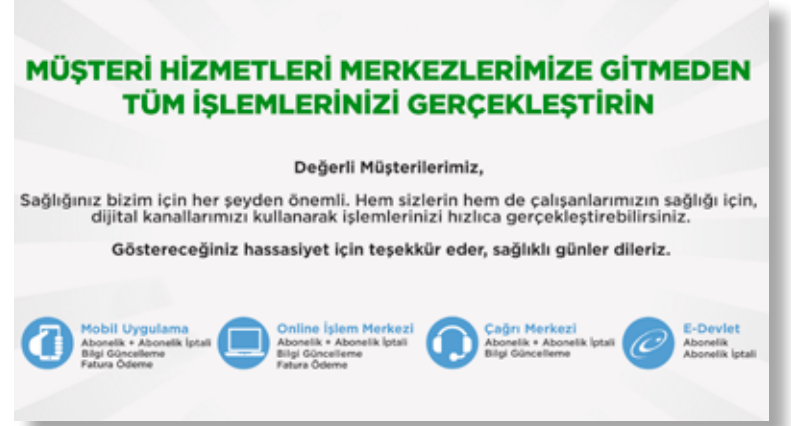 MÜŞTERİ HİZMETLERİ MERKEZLERİMİZE GİTMEDEN
TÜM İŞLEMLERİNİZİ GERÇEKLEŞTİRİN
Değerli Müşterilerimiz,
Sağlığınız bizim için her şeyden önemli. Hem sizlerin hem de çalışanlarımızın sağlığı için,
dijital kanallarımızı kullanarak işlemlerinizi hızlıca gerçekleştirebilirsiniz.
Göstereceğiniz hassasiyet için teşekkür eder, sağlıklı günler dileriz.
Mobil Uygulama
Abonelik + Abonelik İptali
Bilgi Güncelleme
Fatura Ödeme
Online İşlem Merkezi
Abonelik + Abonelik İptali
Bilgi Güncelleme
Fatura Ödeme
Çağrı Merkezi
Abonelik + Abonelik İptali
Bilgi Güncelleme
E-Devlet
Abonelik
Abonelik İptali